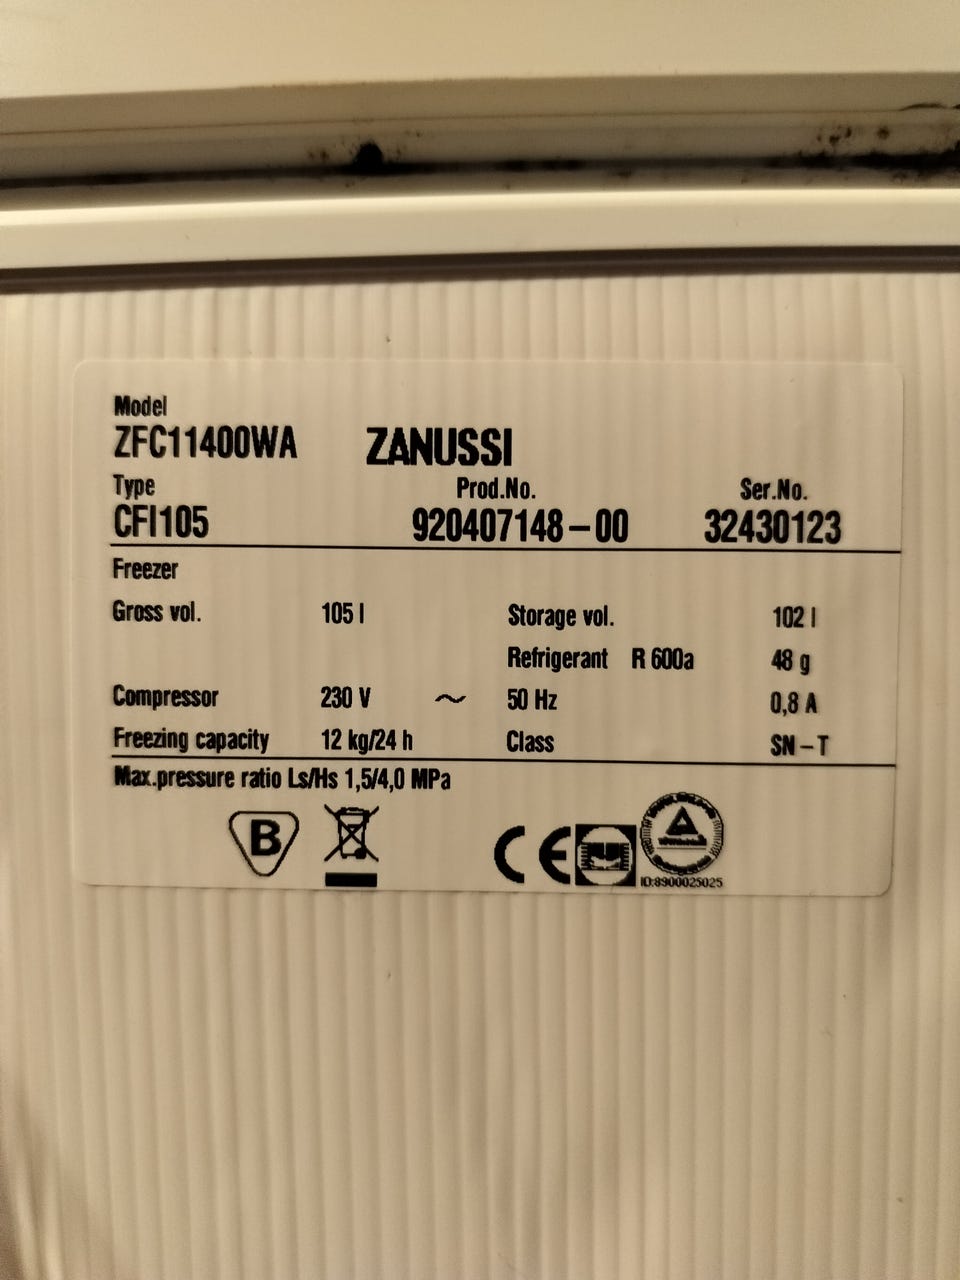 Model
ZFC11400WA ZANUSSI
Type Prod.No. Ser.No.
CFI105 920407148-00 32430123
Freezer
Gross vol. 105 l Storage vol. 102 l
Refrigerant R 600a 48 g
Compressor 230 V ~ 50 Hz 0,8 A
Freezing capacity 12 kg/24 h Class SN-T
Max.pressure ratio Ls/Hs 1,5/4,0 MPa
B CE
ID:8900025025